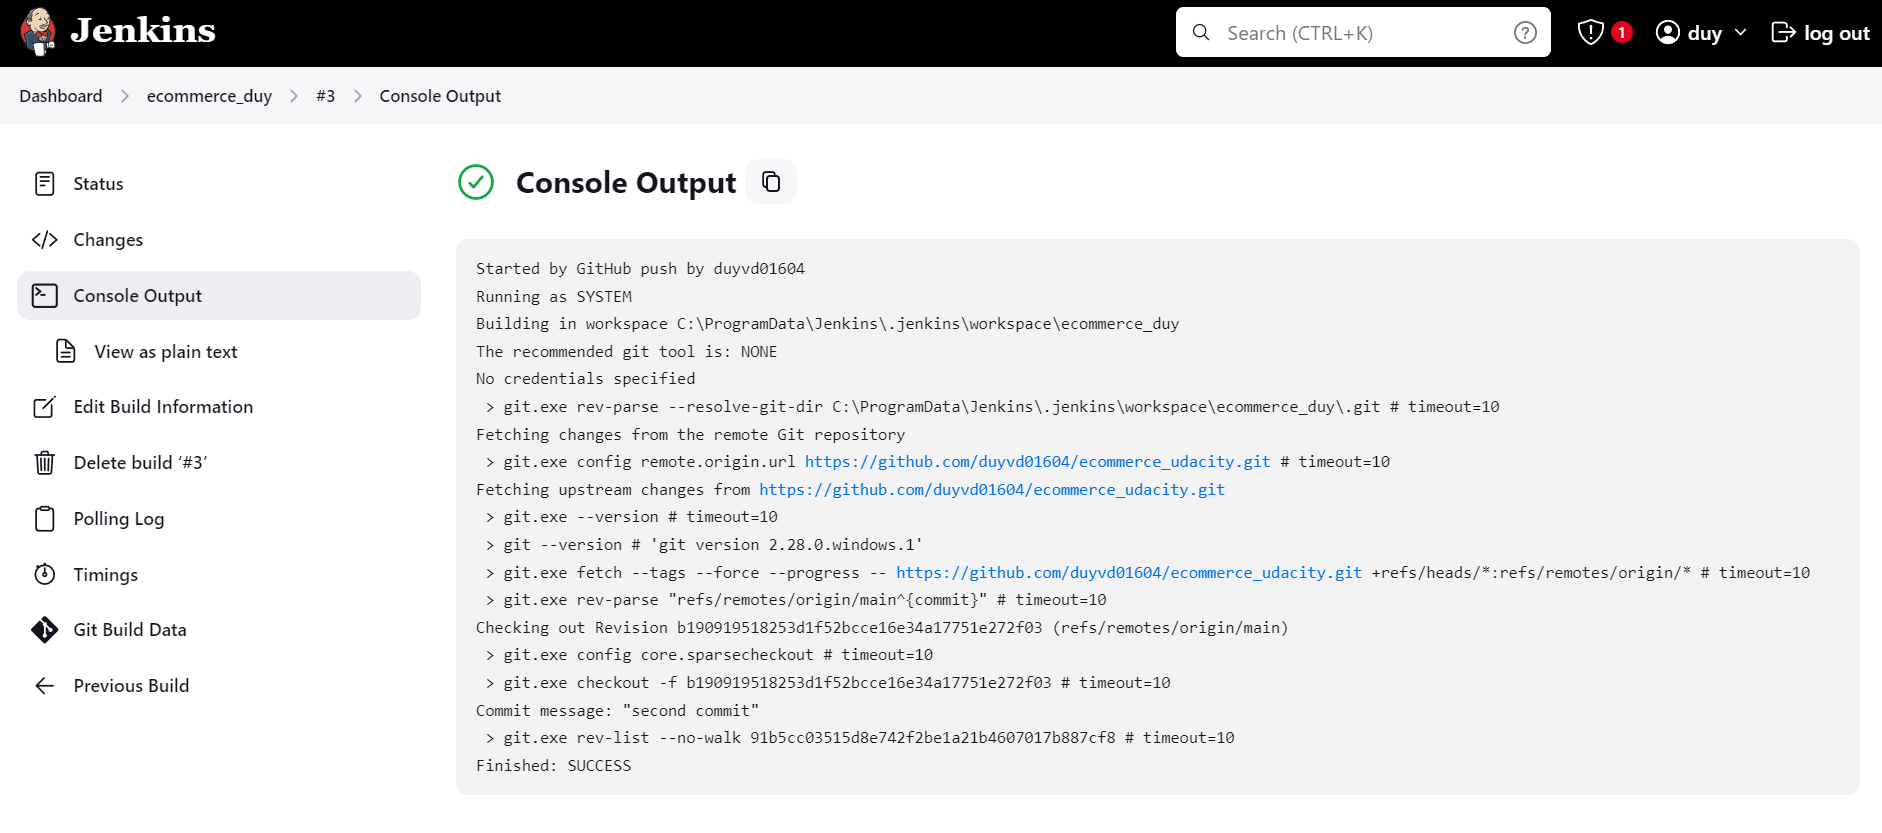 Jenkins
Search (CTRL+K)
1
duy
log out
Dashboard
ecommerce_duy
#3
Console Output
Status
Changes
Console Output
View as plain text
Edit Build Information
Delete build ‘#3’
Polling Log
Timings
Git Build Data
Previous Build
Console Output
Started by GitHub push by duyvd01604
Running as SYSTEM
Building in workspace C:\ProgramData\Jenkins\.jenkins\workspace\ecommerce_duy
The recommended git tool is: NONE
No credentials specified
> git.exe rev-parse --resolve-git-dir C:\ProgramData\Jenkins\.jenkins\workspace\ecommerce_duy\.git # timeout=10
Fetching changes from the remote Git repository
> git.exe config remote.origin.url https://github.com/duyvd01604/ecommerce_udacity.git # timeout=10
Fetching upstream changes from https://github.com/duyvd01604/ecommerce_udacity.git
> git.exe --version # timeout=10
> git --version # 'git version 2.28.0.windows.1'
> git.exe fetch --tags --force --progress -- https://github.com/duyvd01604/ecommerce_udacity.git +refs/heads/*:refs/remotes/origin/* # timeout=10
> git.exe rev-parse "refs/remotes/origin/main^{commit}" # timeout=10
Checking out Revision b190919518253d1f52bcce16e34a17751e272f03 (refs/remotes/origin/main)
> git.exe config core.sparsecheckout # timeout=10
> git.exe checkout -f b190919518253d1f52bcce16e34a17751e272f03 # timeout=10
Commit message: "second commit"
> git.exe rev-list --no-walk 91b5cc03515d8e742f2be1a21b4607017b887cf8 # timeout=10
Finished: SUCCESS